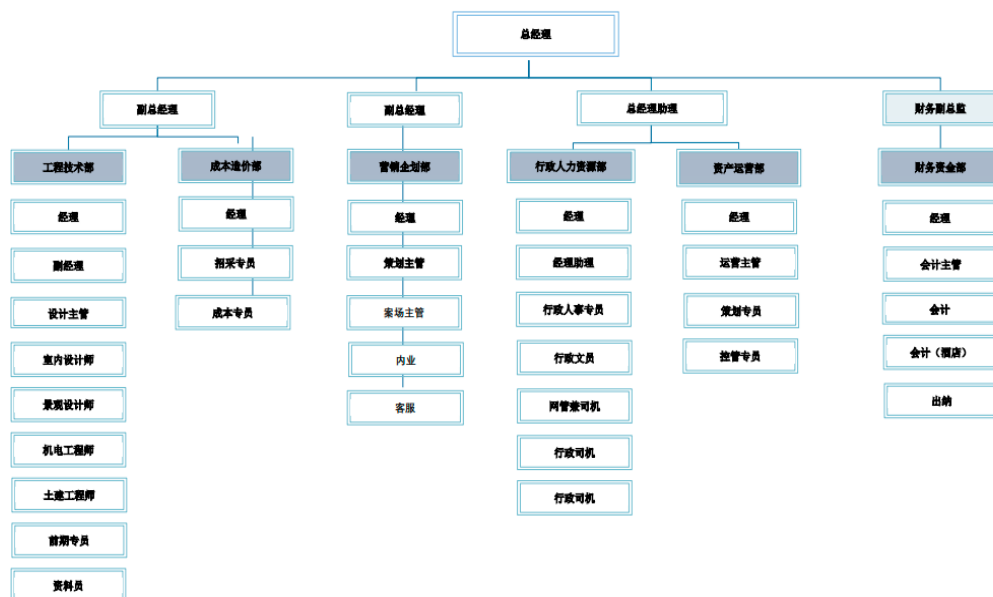 总经理
副总经理
副总经理
总经理助理
财务副总监
工程技术部
成本造价部
营销企划部
行政人力资源部
资产运营部
财务资金部
经理
经理
经理
经理
经理
经理
副经理
招采专员
策划主管
经理助理
运营主管
会计主管
设计主管
成本专员
案场主管
行政人事专员
策划专员
会计
室内设计师
内业
行政文员
控管专员
会计（酒店）
景观设计师
客服
网管兼司机
出纳
机电工程师
行政司机
土建工程师
行政司机
前期专员
资料员